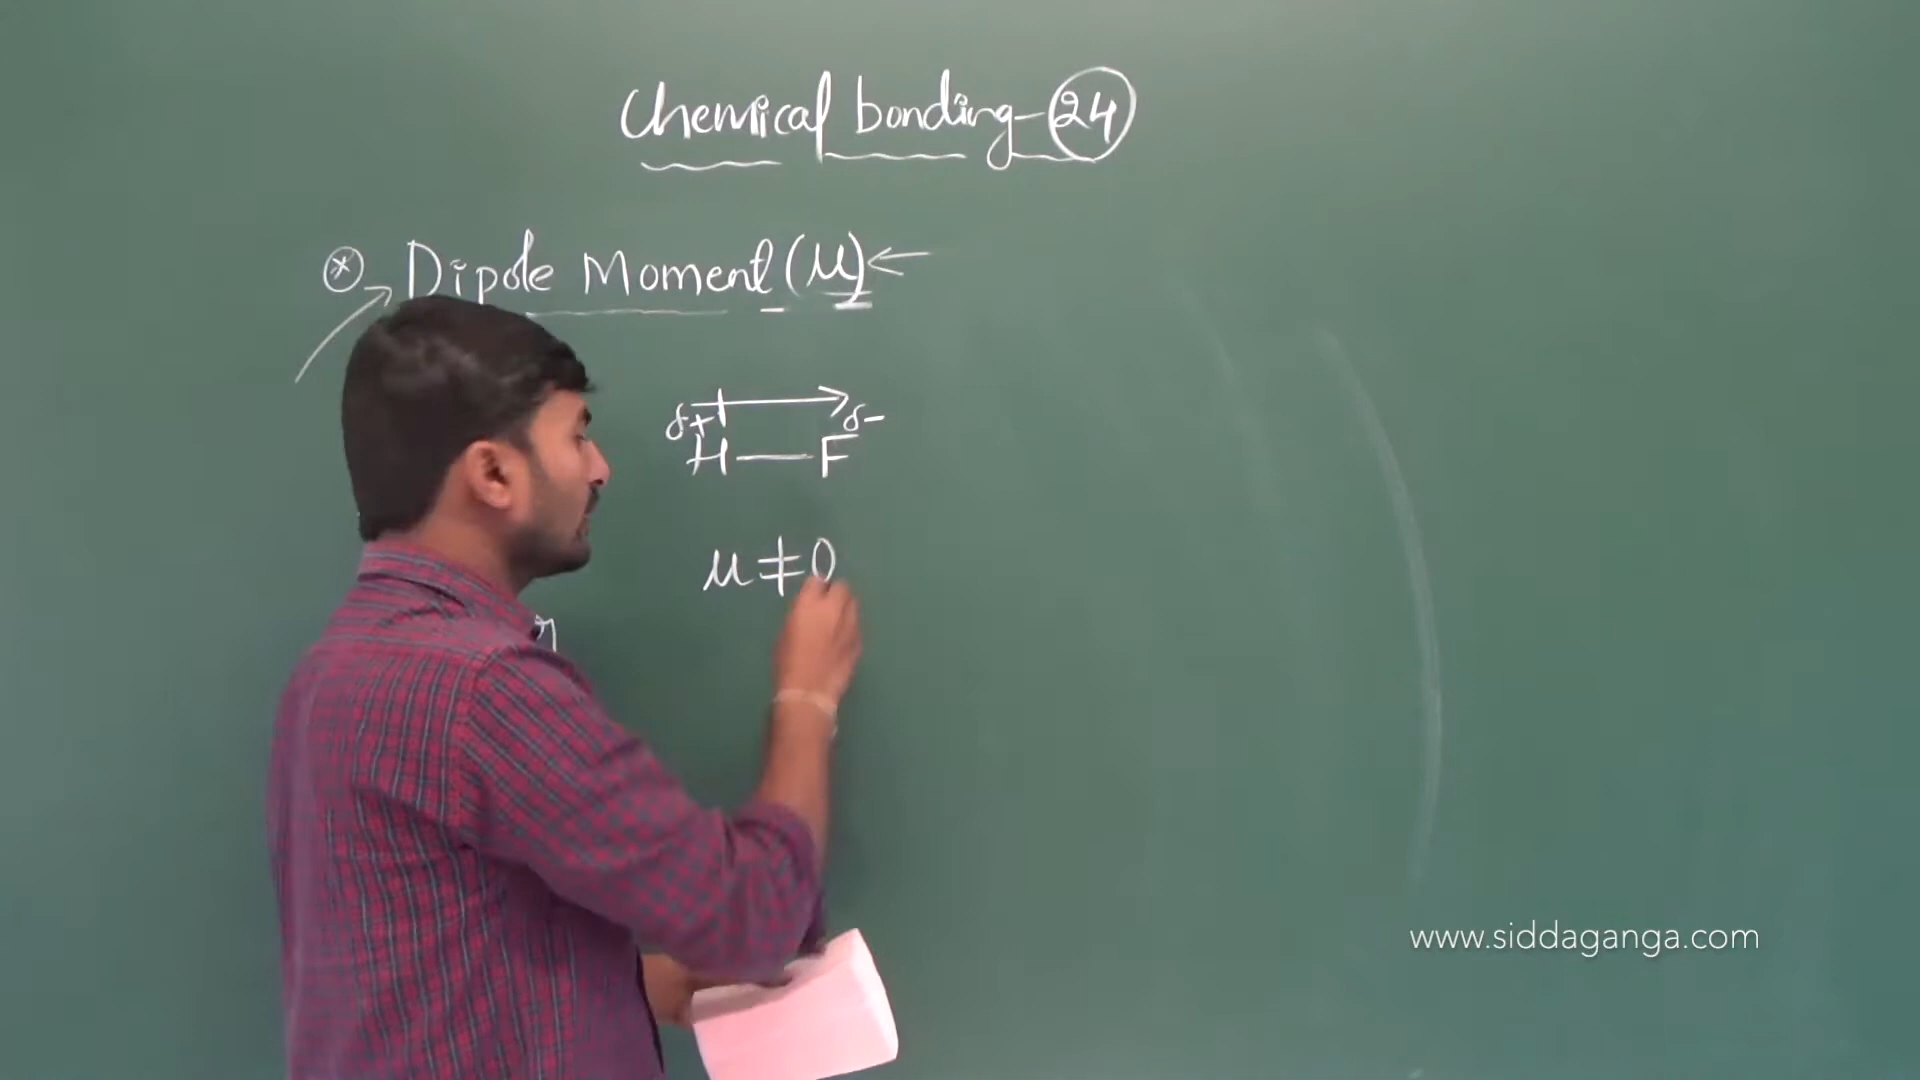 Chemical bonding-24
* Dipole Moment (μ) ←
δ+ δ-
H — F
μ ≠ 0
www.siddaganga.com